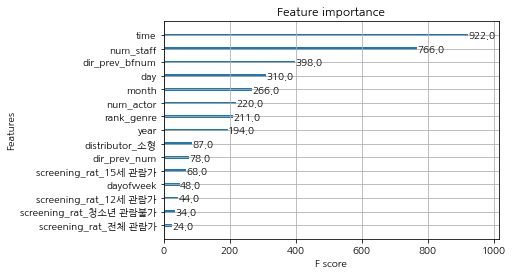 Feature importance
Features
time
922.0
num_staff
766.0
dir_prev_bfnum
398.0
day
310.0
month
266.0
num_actor
220.0
rank_genre
211.0
year
194.0
distributor_소형
87.0
dir_prev_num
78.0
screening_rat_15세 관람가
68.0
dayofweek
48.0
screening_rat_12세 관람가
44.0
screening_rat_청소년 관람불가
34.0
screening_rat_전체 관람가
24.0
0 200 400 600 800 1000
F score